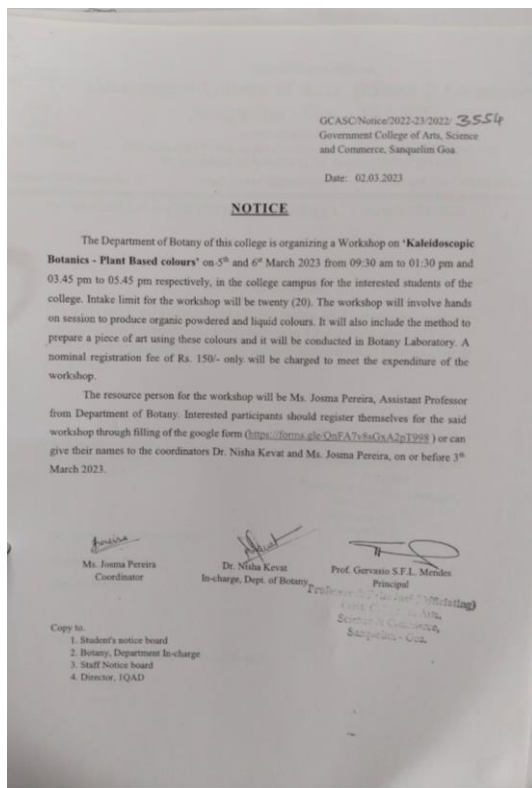 GCASC/Notice/2022-23/2022/ 3554
Government College of Arts, Science
and Commerce, Sanquelim Goa.
Date: 02.03.2023
NOTICE
The Department of Botany of this college is organizing a Workshop on ‘Kaleidoscopic
Botanics - Plant Based colours’ on 5th and 6th March 2023 from 09:30 am to 01:30 pm and
03.45 pm to 05.45 pm respectively, in the college campus for the interested students of the
college. Intake limit for the workshop will be twenty (20). The workshop will involve hands
on session to produce organic powdered and liquid colours. It will also include the method to
prepare a piece of art using these colours and it will be conducted in Botany Laboratory. A
nominal registration fee of Rs. 150/- only will be charged to meet the expenditure of the
workshop.
The resource person for the workshop will be Ms. Josma Pereira, Assistant Professor
from Department of Botany. Interested participants should register themselves for the said
workshop through filling of the google form ( ) or can
give their names to the coordinators Dr. Nisha Kevat and Ms. Josma Pereira, on or before 3rd
March 2023.
Ms. Josma Pereira Dr. Nisha Kevat Prof. Gervasio S.F.L. Mendes
Coordinator In-charge, Dept. of Botany Principal
(Officiating)
Science & Commerce,
Sanquelim - Goa.
Copy to.
1. Student's notice board
2. Botany, Department In-charge
3. Staff Notice board
4. Director, IQAD